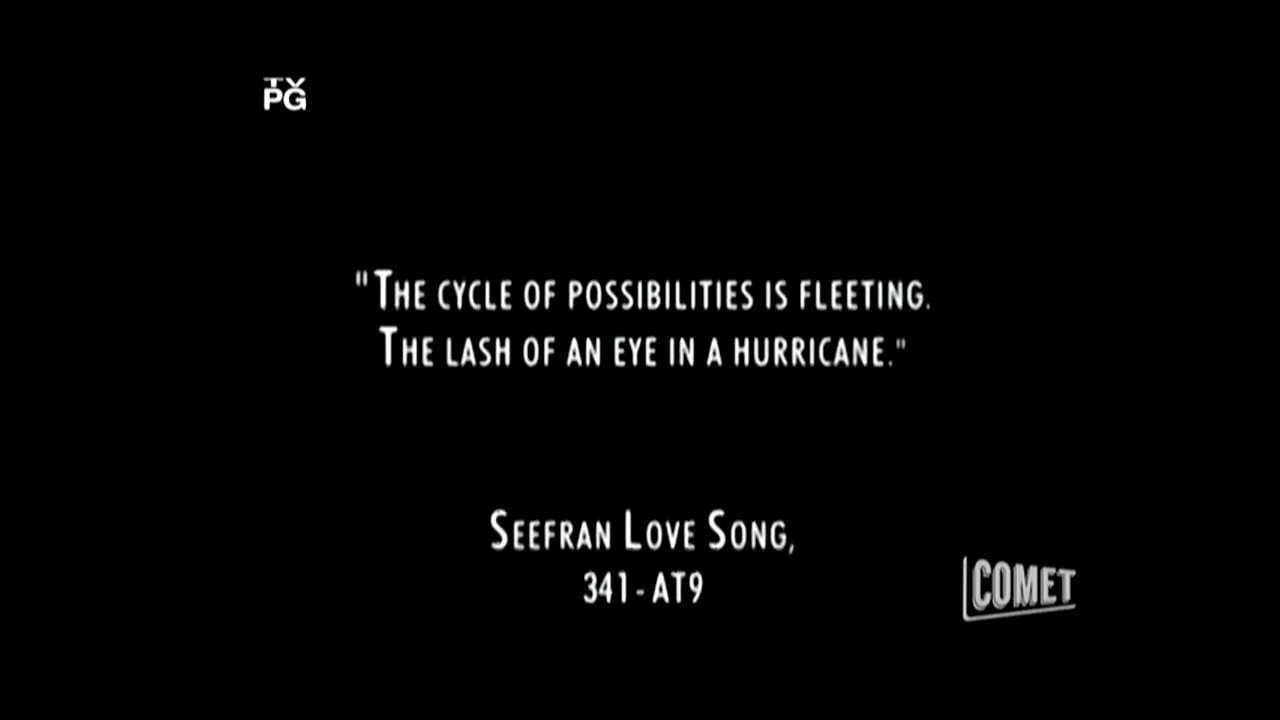 TV
PG
"The cycle of possibilities is fleeting.
The lash of an eye in a hurricane."
Seefran Love Song,
341-AT9
COMET